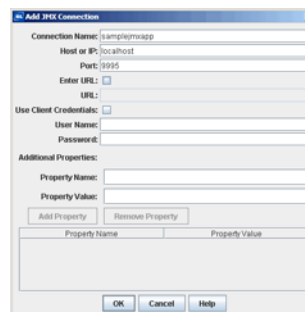 Add JMX Connection
Connection Name: samplejmxapp
Host or IP: localhost
Port: 9995
Enter URL:
URL:
Use Client Credentials:
User Name:
Password:
Additional Properties:
Property Name:
Property Value:
Add Property Remove Property
Property Name Property Value
OK Cancel Help